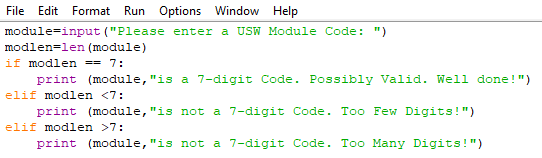 File Edit Format Run Options Window Help
module=input("Please enter a USW Module Code: ")
modlen=len(module)
if modlen == 7:
    print (module,"is a 7-digit Code. Possibly Valid. Well done!")
elif modlen <7:
    print (module,"is not a 7-digit Code. Too Few Digits!")
elif modlen >7:
    print (module,"is not a 7-digit Code. Too Many Digits!")